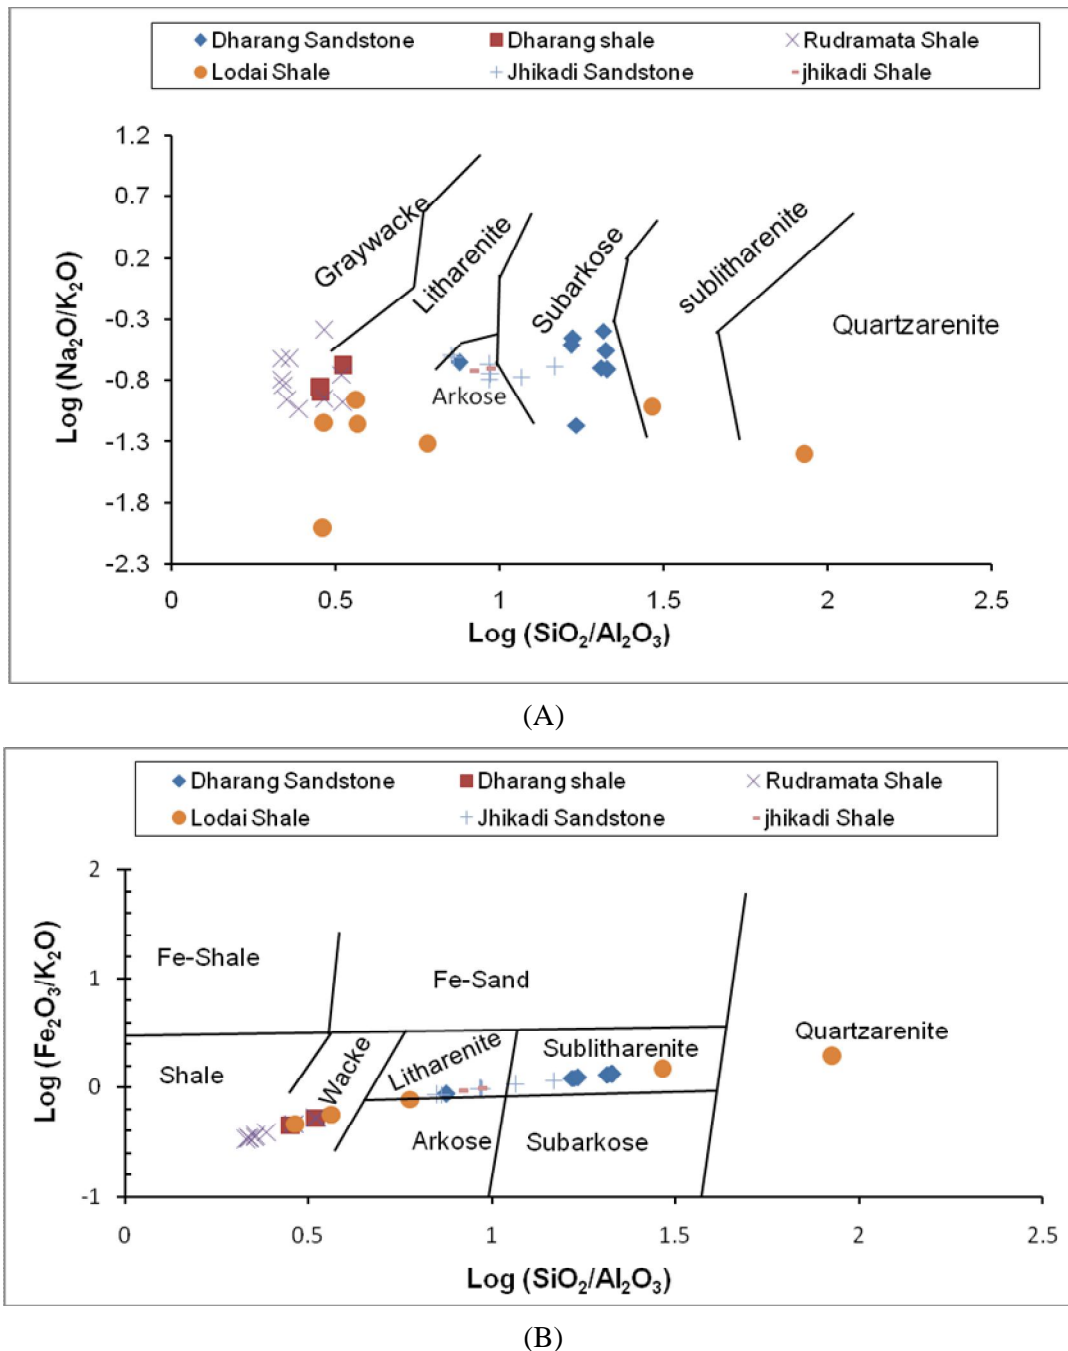 Dharang Sandstone Dharang shale Rudramata Shale
Lodai Shale Jhikadi Sandstone jhikadi Shale
Log (Na₂O/K₂O)
1.2
0.7
0.2
-0.3
-0.8
-1.3
-1.8
-2.3
Graywacke
Litharenite
Subarkose
sublitharenite
Quartzarenite
Arkose
0 0.5 1 1.5 2 2.5
Log (SiO₂/Al₂O₃)
(A)
Dharang Sandstone Dharang shale Rudramata Shale
Lodai Shale Jhikadi Sandstone jhikadi Shale
Log (Fe₂O₃/K₂O)
2
1
0
-1
Fe-Shale
Fe-Sand
Shale
Wacke
Litharenite
Sublitharenite
Quartzarenite
Arkose
Subarkose
0 0.5 1 1.5 2 2.5
Log (SiO₂/Al₂O₃)
(B)